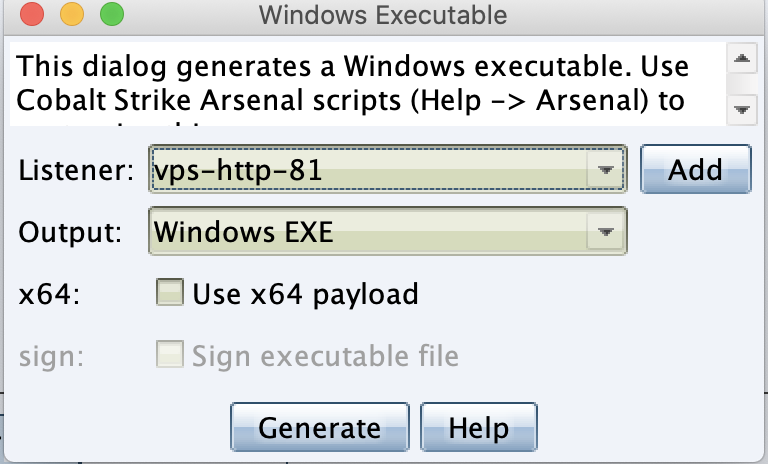 Windows Executable
This dialog generates a Windows executable. Use
Cobalt Strike Arsenal scripts (Help -> Arsenal) to
Listener: vps-http-81 Add
Output: Windows EXE
x64: Use x64 payload
sign: Sign executable file
Generate Help